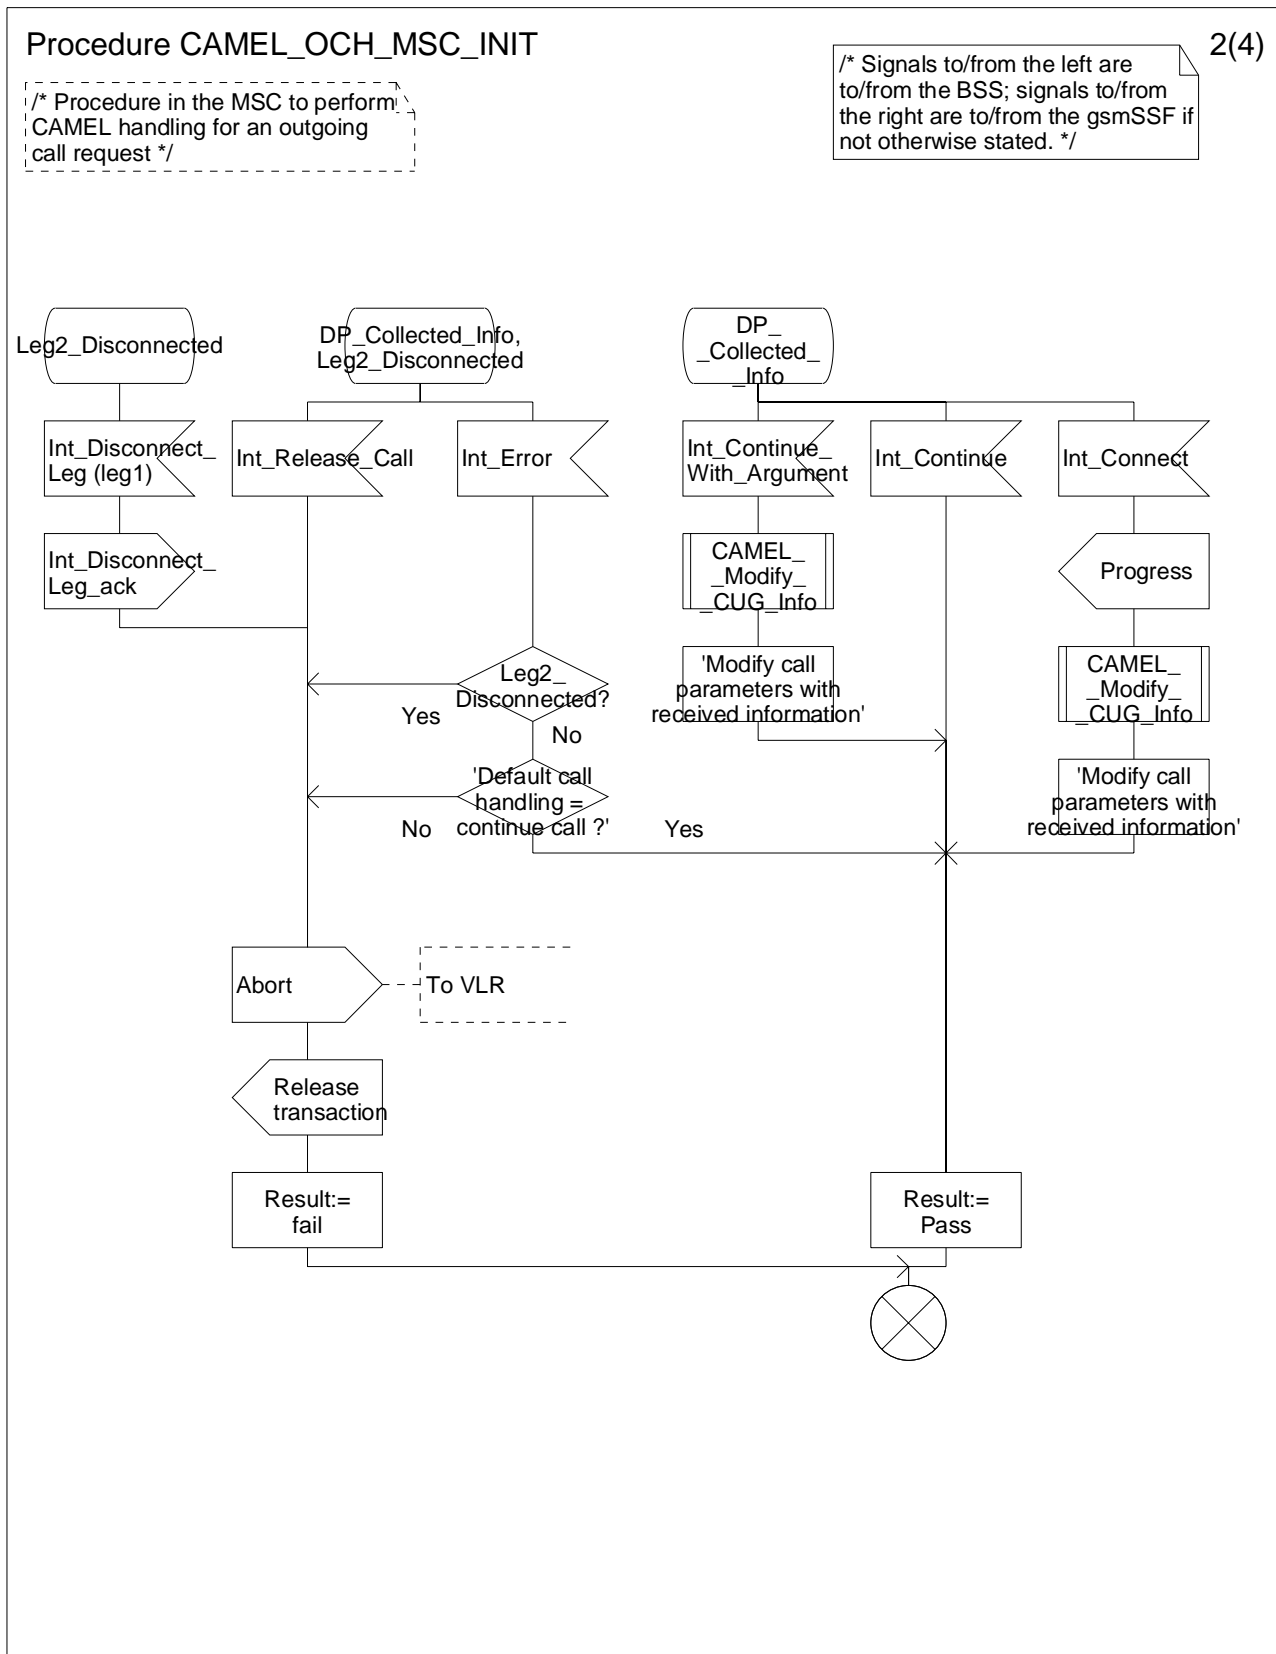 Procedure CAMEL_OCH_MSC_INIT
2(4)
/* Procedure in the MSC to perform
CAMEL handling for an outgoing
call request */
/* Signals to/from the left are
to/from the BSS; signals to/from
the right are to/from the gsmSSF if
not otherwise stated. */
Leg2_Disconnected
DP_Collected_Info,
Leg2_Disconnected
DP_
_Collected_
_Info
Int_Disconnect_
Leg (leg1)
Int_Release_Call
Int_Error
Int_Continue_
With_Argument
Int_Continue
Int_Connect
Int_Disconnect_
Leg_ack
CAMEL_
_Modify_
_CUG_Info
Progress
Leg2_
Disconnected?
Yes
No
'Modify call
parameters with
received information'
CAMEL_
_Modify_
_CUG_Info
'Default call
handling =
continue call ?'
No
Yes
'Modify call
parameters with
received information'
Abort
To VLR
Release
transaction
Result:=
fail
Result:=
Pass